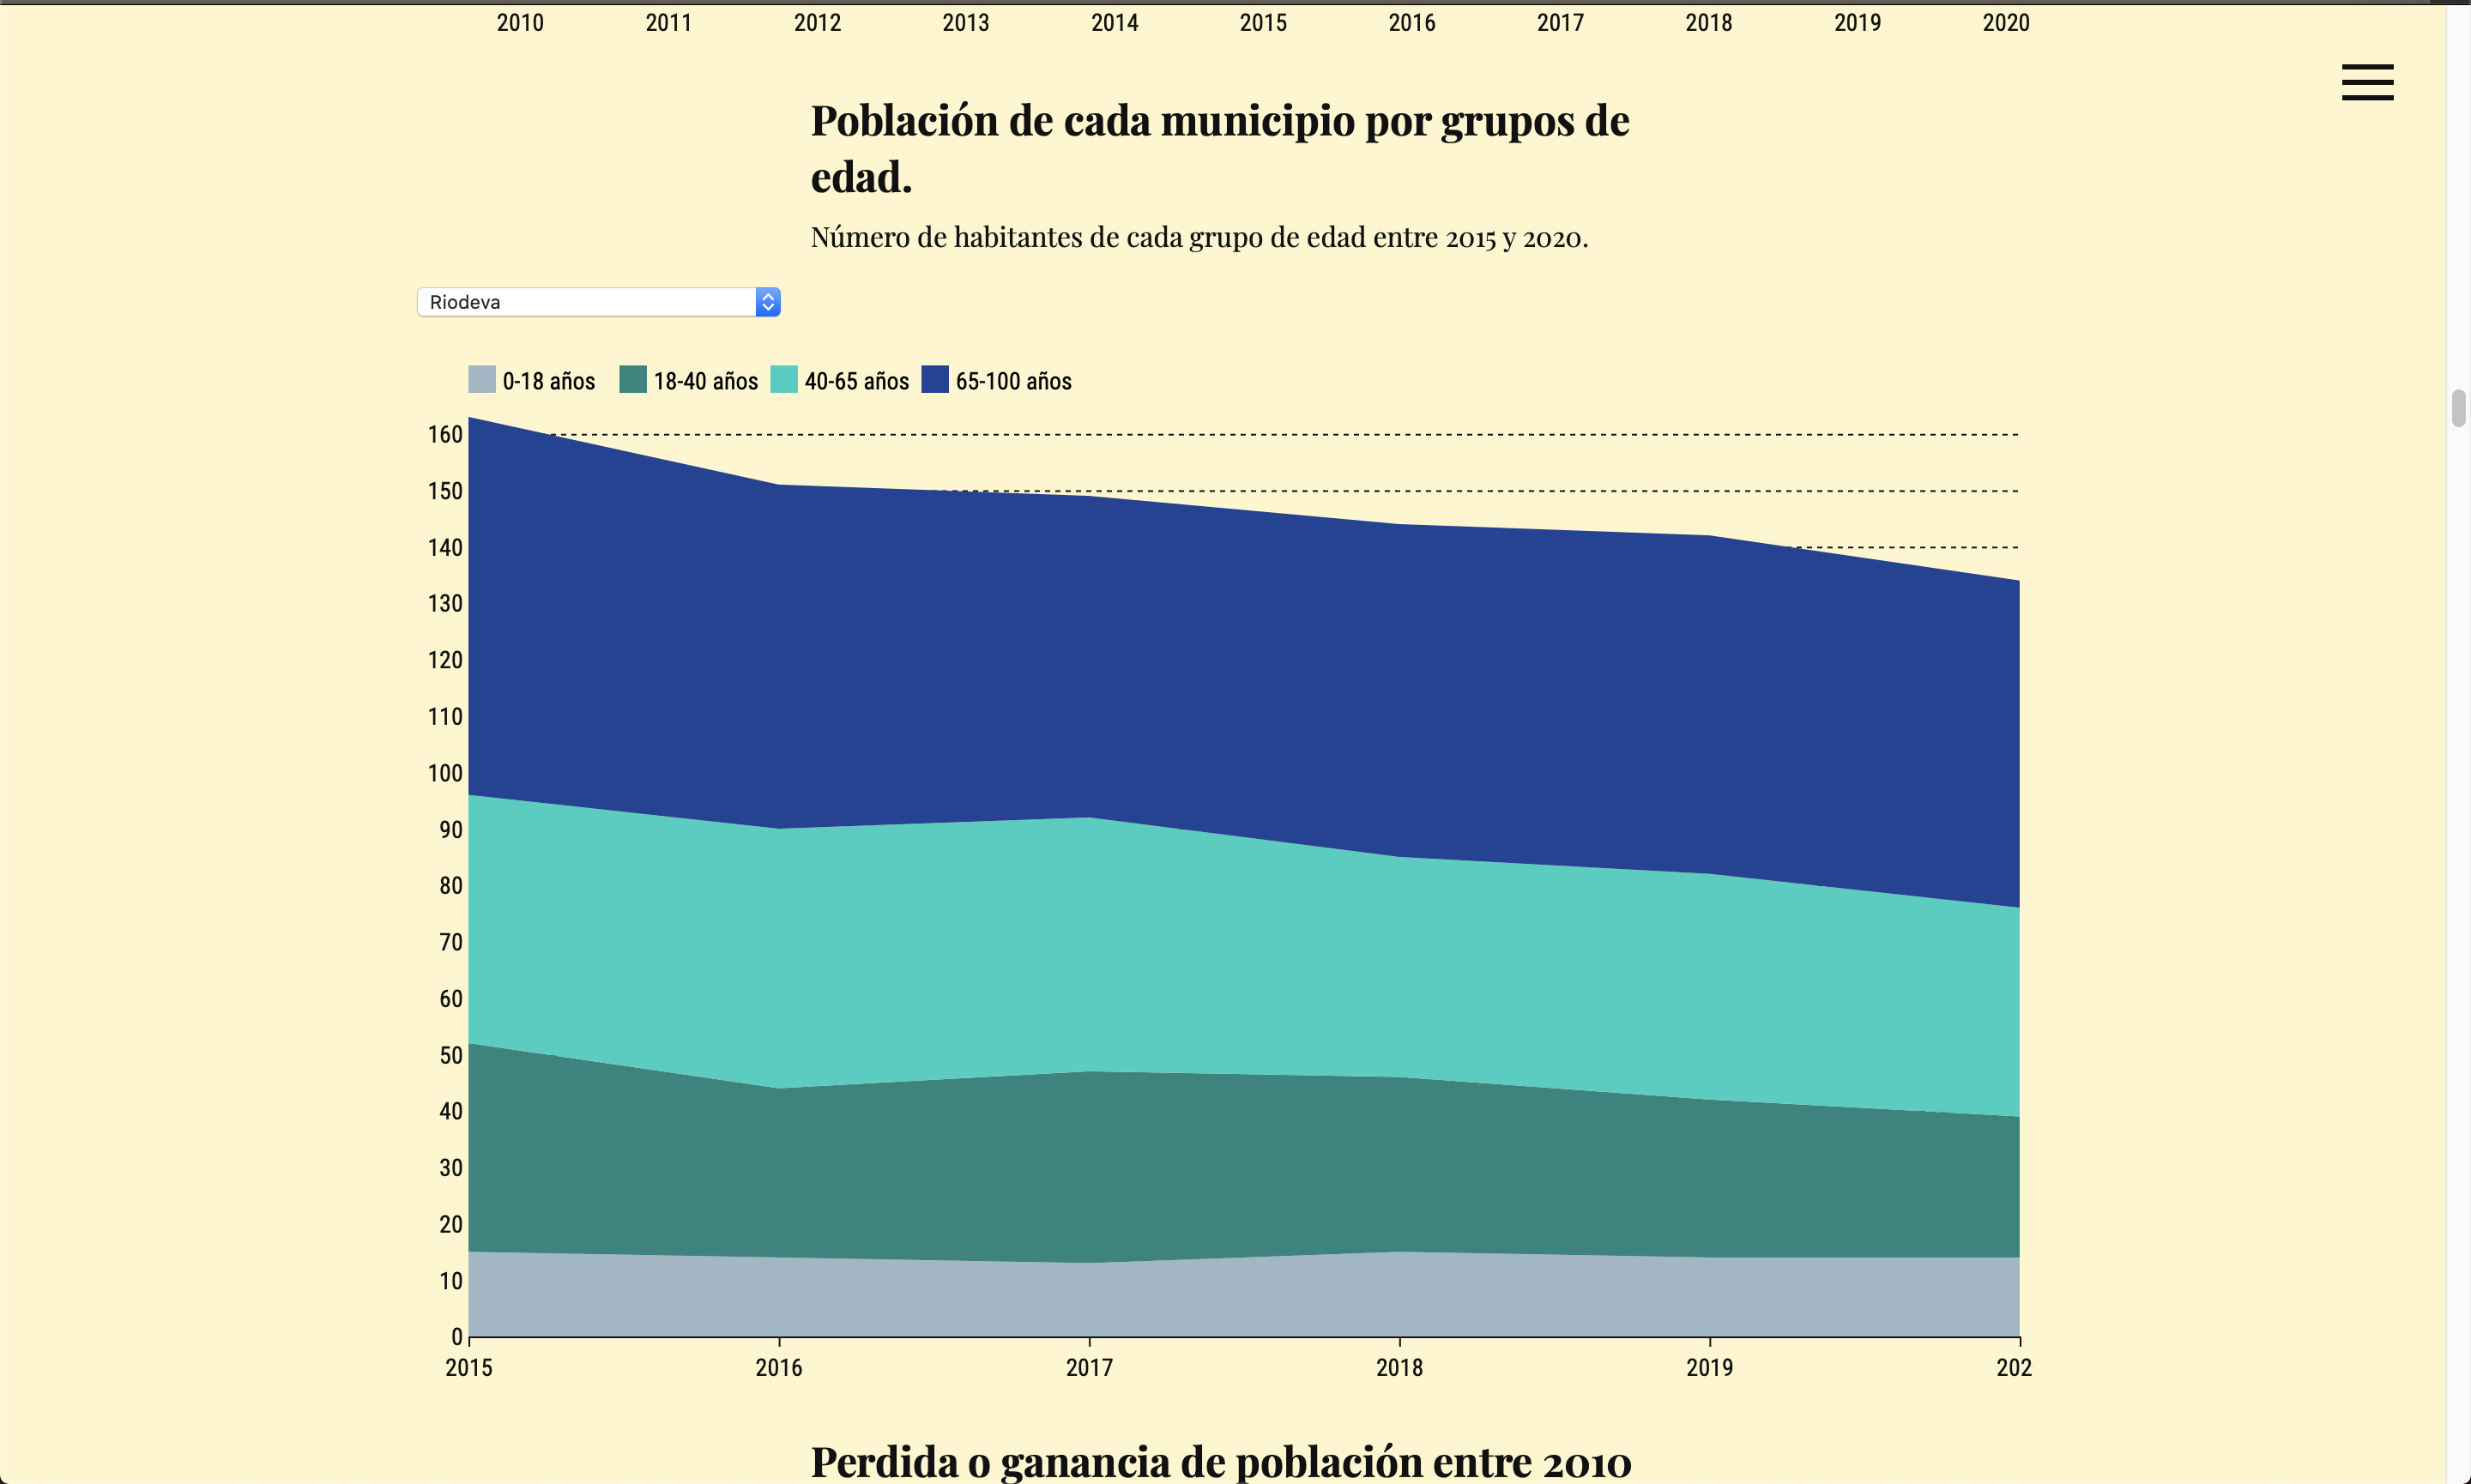 2010 2011 2012 2013 2014 2015 2016 2017 2018 2019 2020
Población de cada municipio por grupos de
edad.
Número de habitantes de cada grupo de edad entre 2015 y 2020.
Riodeva
0-18 años 18-40 años 40-65 años 65-100 años
160
150
140
130
120
110
100
90
80
70
60
50
40
30
20
10
0
2015 2016 2017 2018 2019 202
Perdida o ganancia de población entre 2010